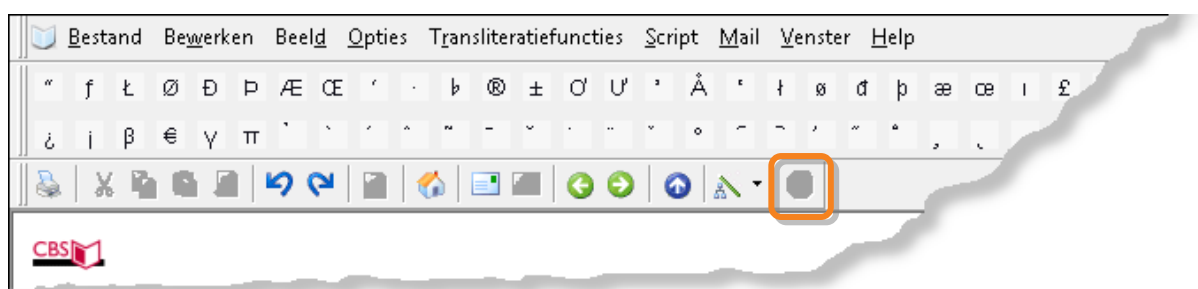 Bestand Bewerken Beeld Opties Transliteratiefuncties Script Mail Venster Help
ƒ Ł Ø Đ Þ Æ Œ ♭ ® ± Ơ Ư Å ł ø đ þ æ œ ı £
¿ ¡ β € γ π
CBS